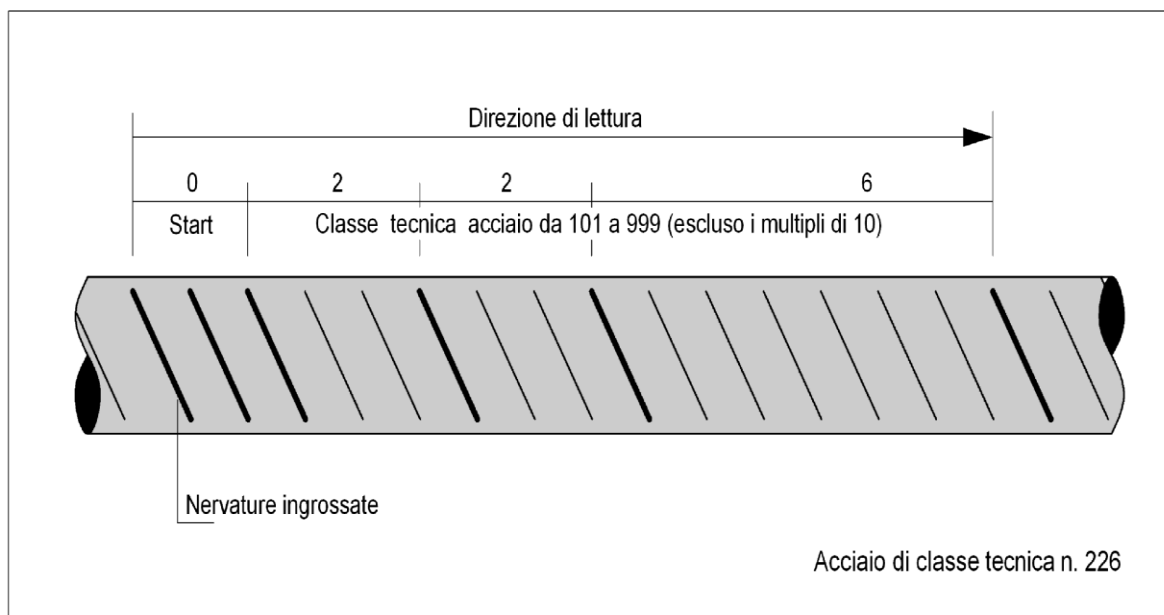 Direzione di lettura
0 2 2 6
Start Classe tecnica acciaio da 101 a 999 (escluso i multipli di 10)
Nervature ingrossate
Acciaio di classe tecnica n. 226